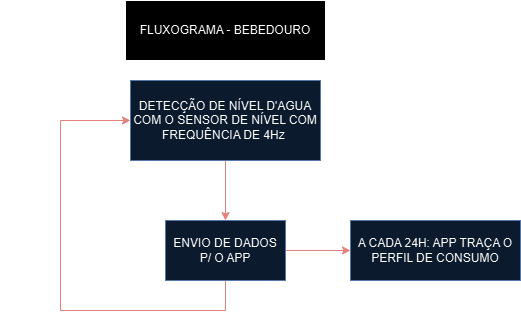 FLUXOGRAMA - BEBEDOURO
DETECÇÃO DE NÍVEL D'AGUA
COM O SENSOR DE NÍVEL COM
FREQUÊNCIA DE 4Hz
ENVIO DE DADOS
P/ O APP
A CADA 24H: APP TRAÇA O
PERFIL DE CONSUMO